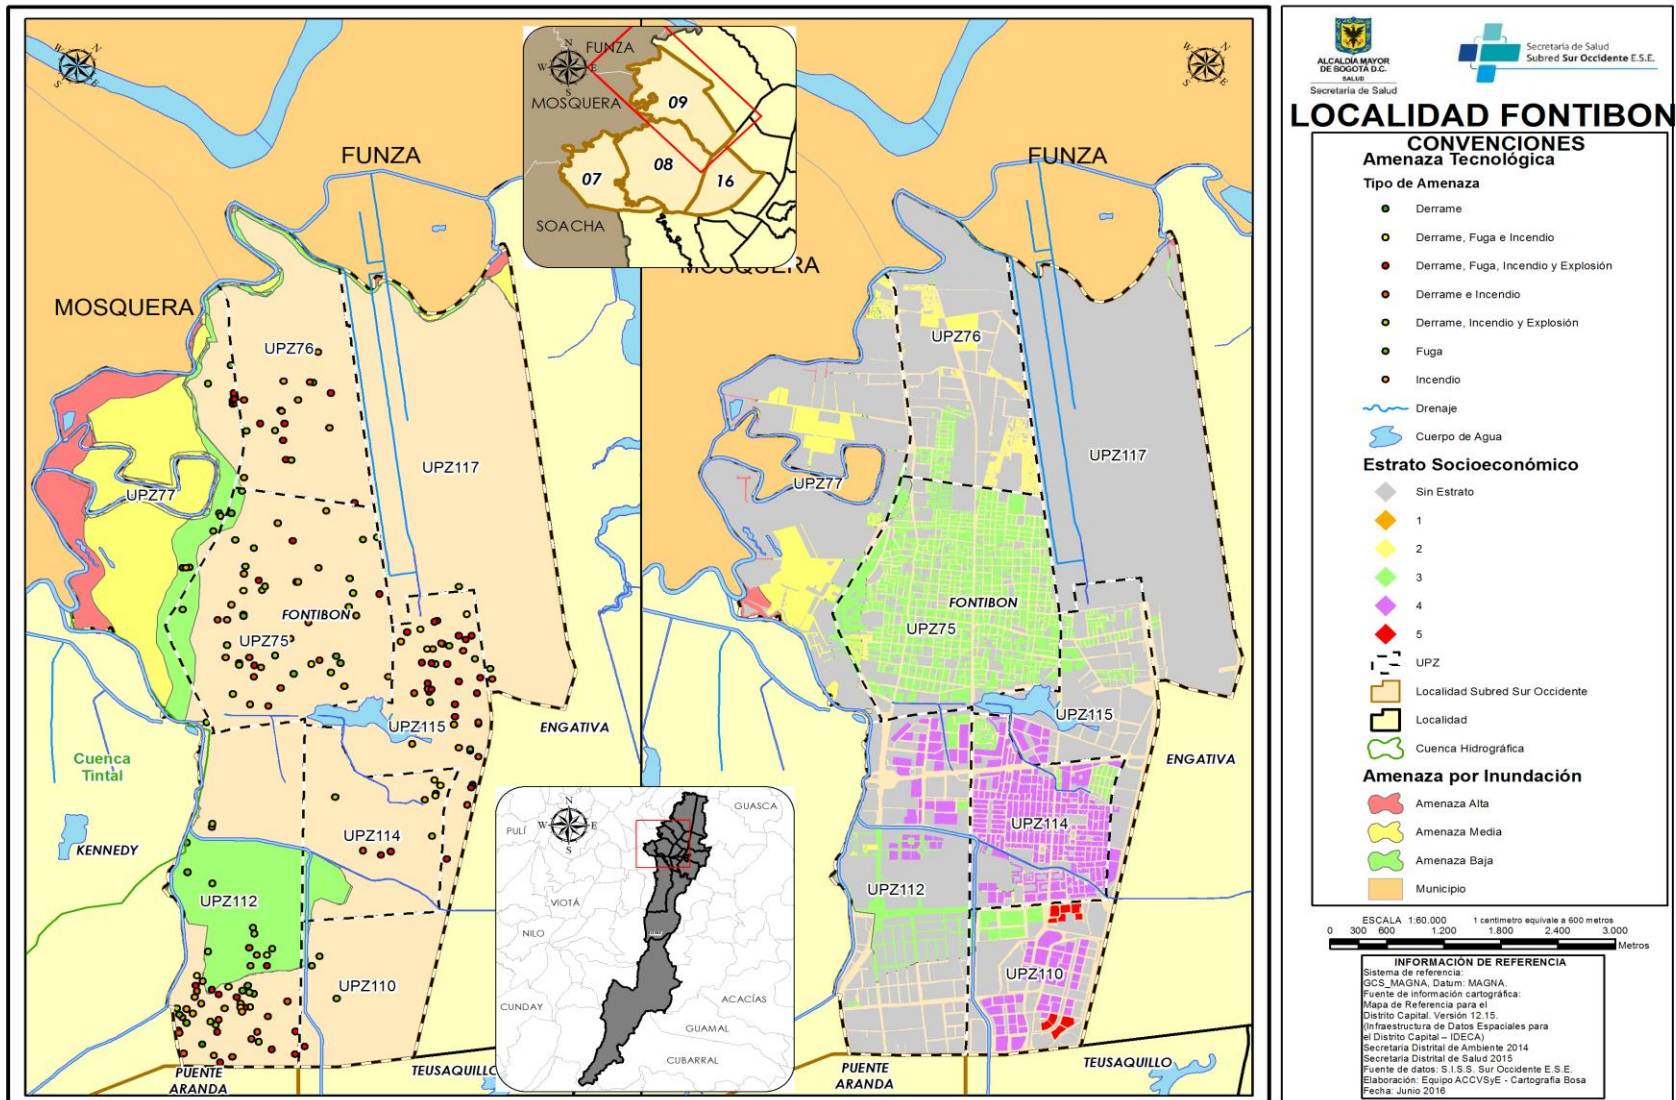 W N S E
FUNZA
MOSQUERA
UPZ76
UPZ117
UPZ77
FONTIBON
UPZ75
UPZ115
ENGATIVA
Cuenca
Tintal
KENNEDY
UPZ114
UPZ112
UPZ110
PUENTE
ARANDA
TEUSAQUILLO
N
W E
S
FUNZA
MOSQUERA
09
08
07
16
SOACHA
N
W E
S
GUASCA
PULÍ
VIOTÁ
NILO
CUNDAY
ACACÍAS
GUAMAL
CUBARRAL
W N S E
FUNZA
MOSQUERA
UPZ76
UPZ117
UPZ77
FONTIBON
UPZ75
UPZ115
ENGATIVA
UPZ114
UPZ112
UPZ110
PUENTE
ARANDA
TEUSAQUILLO
ALCALDÍA MAYOR
DE BOGOTÁ D.C.
SALUD
Secretaría de Salud
Secretaría de Salud
Subred Sur Occidente E.S.E.
LOCALIDAD FONTIBON
CONVENCIONES
Amenaza Tecnológica
Tipo de Amenaza
Derrame
Derrame, Fuga e Incendio
Derrame, Fuga, Incendio y Explosión
Derrame e Incendio
Derrame, Incendio y Explosión
Fuga
Incendio
Drenaje
Cuerpo de Agua
Estrato Socioeconómico
Sin Estrato
1
2
3
4
5
UPZ
Localidad Subred Sur Occidente
Localidad
Cuenca Hidrográfica
Amenaza por Inundación
Amenaza Alta
Amenaza Media
Amenaza Baja
Municipio
ESCALA 1:60.000 1 centimetro equivale a 600 metros
0 300 600 1.200 1.800 2.400 3.000
Metros
INFORMACIÓN DE REFERENCIA
Sistema de referencia:
GCS_MAGNA, Datum: MAGNA.
Fuente de información cartográfica:
Mapa de Referencia para el
Distrito Capital. Versión 12.15.
(Infraestructura de Datos Espaciales para
el Distrito Capital – IDECA)
Secretaria Distrital de Ambiente 2014
Secretaria Distrital de Salud 2015
Fuente de datos: S.I.S.S. Sur Occidente E.S.E.
Elaboración: Equipo ACCVSyE - Cartografía Bosa
Fecha: Junio 2016